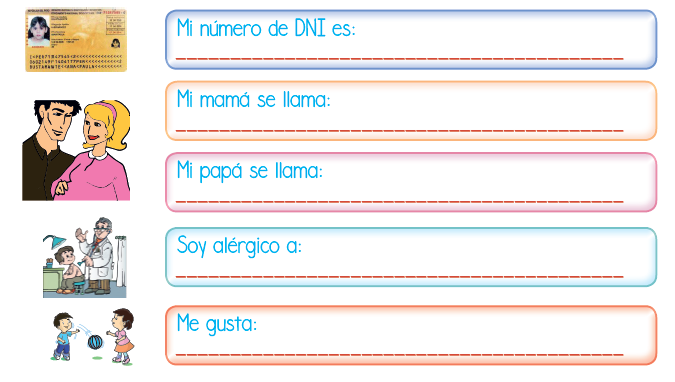 Mi número de DNI es:
Mi mamá se llama:
Mi papá se llama:
Soy alérgico a:
Me gusta: